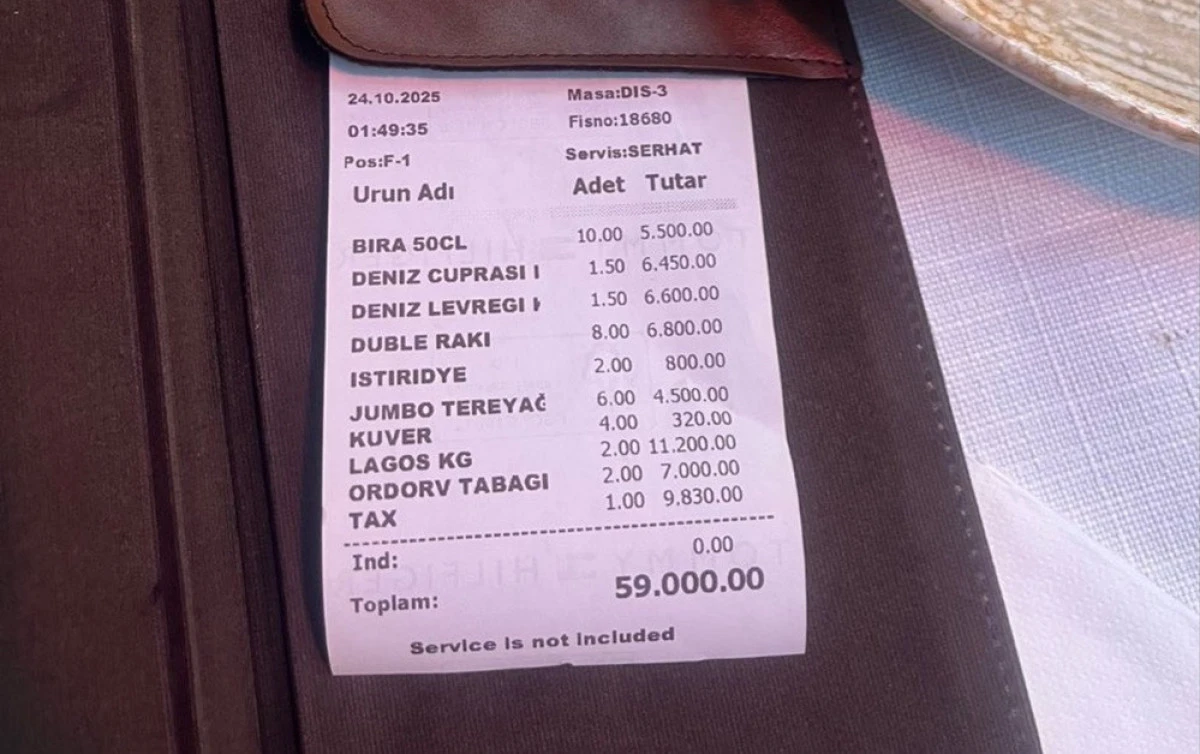 24.10.2025 Masa:DIS-3
01:49:35 Fisno:18680
Pos:F-1 Servis:SERHAT
Urun Adı Adet Tutar
BIRA 50CL 10.00 5.500.00
DENIZ CUPRASI 1.50 6.450.00
DENIZ LEVREGI 1.50 6.600.00
DUBLE RAKI 8.00 6.800.00
ISTIRIDYE 2.00 800.00
JUMBO TEREYAĞ 6.00 4.500.00
KUVER 4.00 320.00
LAGOS KG 2.00 11.200.00
ORDORV TABAGI 2.00 7.000.00
TAX 1.00 9.830.00
Ind: 0.00
Toplam: 59.000.00
Service is not included